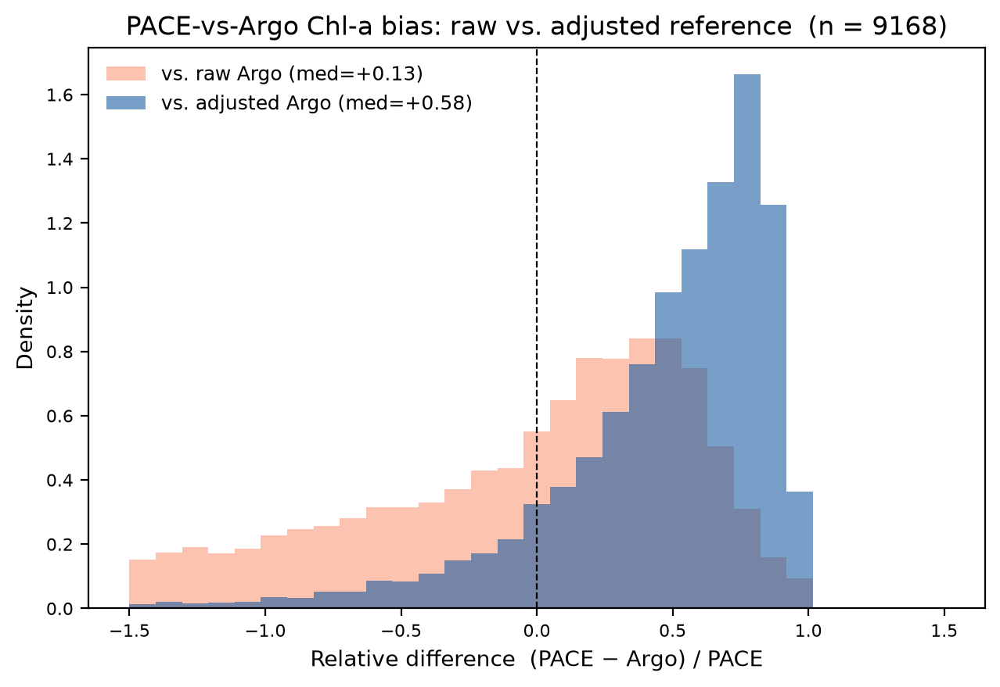 PACE-vs-Argo Chl-a bias: raw vs. adjusted reference  (n = 9168)
vs. raw Argo (med=+0.13)
vs. adjusted Argo (med=+0.58)
Density
1.6
1.4
1.2
1.0
0.8
0.6
0.4
0.2
0.0
−1.5 −1.0 −0.5 0.0 0.5 1.0 1.5
Relative difference  (PACE − Argo) / PACE